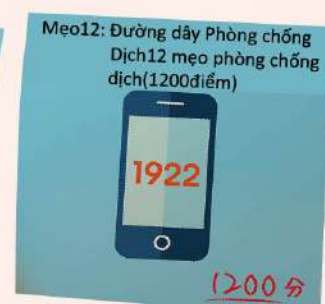 Mẹo12: Đường dây Phòng chống
Dịch12 mẹo phòng chống
dịch(1200điểm)
1922
1200分